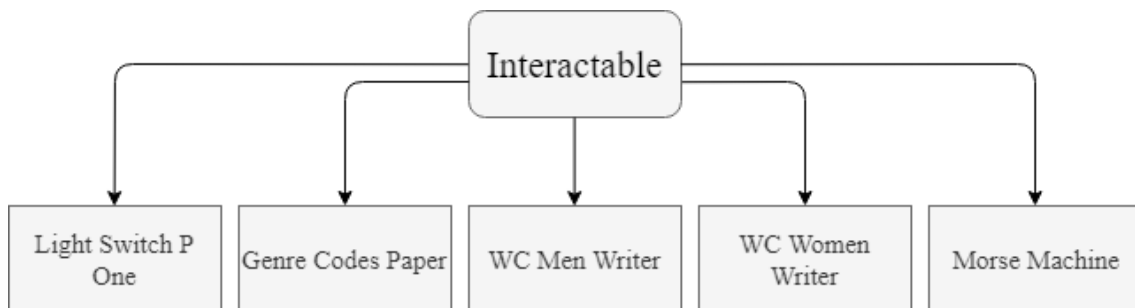 Interactable
Light Switch P
One
Genre Codes Paper
WC Men Writer
WC Women
Writer
Morse Machine